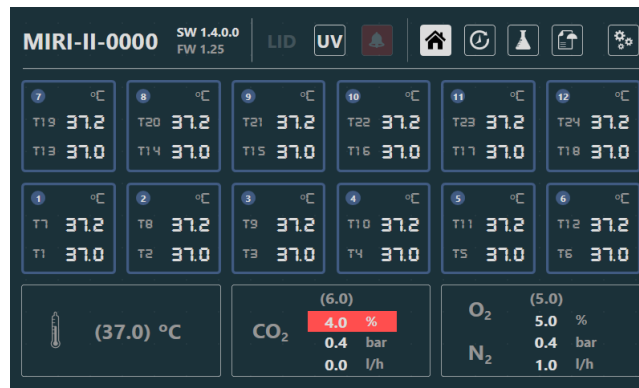 MIRI-II-0000 SW 1.4.0.0 LID UV
FW 1.25
7 °C 8 °C 9 °C 10 °C 11 °C 12 °C
T19 37.2 T20 37.2 T21 37.2 T22 37.2 T23 37.2 T24 37.2
T13 37.0 T14 37.0 T15 37.0 T16 37.0 T17 37.0 T18 37.0
1 °C 2 °C 3 °C 4 °C 5 °C 6 °C
T7 37.2 T8 37.2 T9 37.2 T10 37.2 T11 37.2 T12 37.2
T1 37.0 T2 37.0 T3 37.0 T4 37.0 T5 37.0 T6 37.0
(37.0) °C
CO₂
(6.0)
4.0 %
0.4 bar
0.0 l/h
O₂
(5.0)
5.0 %
N₂
0.4 bar
1.0 l/h